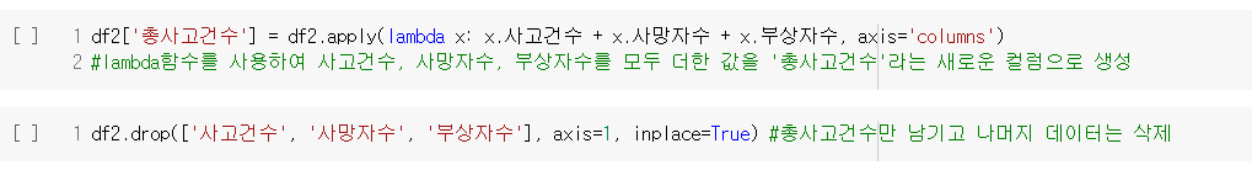 [ ] 1 df2['총사고건수'] = df2.apply(lambda x: x.사고건수 + x.사망자수 + x.부상자수, axis='columns')
2 #lambda함수를 사용하여 사고건수, 사망자수, 부상자수를 모두 더한 값을 '총사고건수'라는 새로운 컬럼으로 생성
[ ] 1 df2.drop(['사고건수', '사망자수', '부상자수'], axis=1, inplace=True) #총사고건수만 남기고 나머지 데이터는 삭제